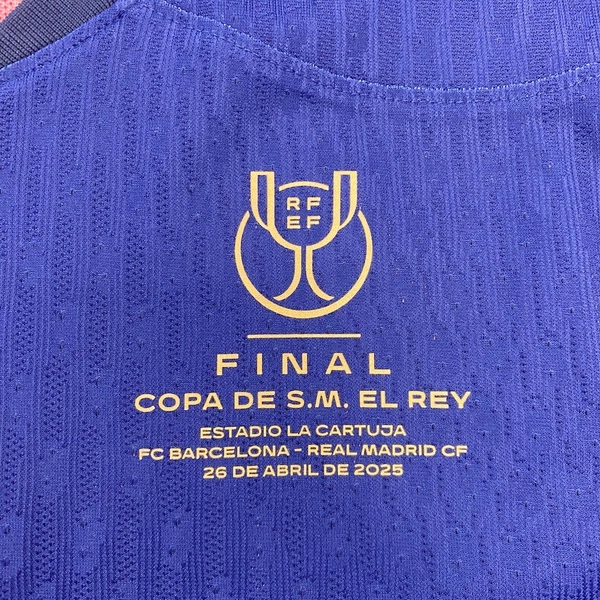 RF
EF
FINAL
COPA DE S.M. EL REY
ESTADIO LA CARTUJA
FC BARCELONA - REAL MADRID CF
26 DE ABRIL DE 2025